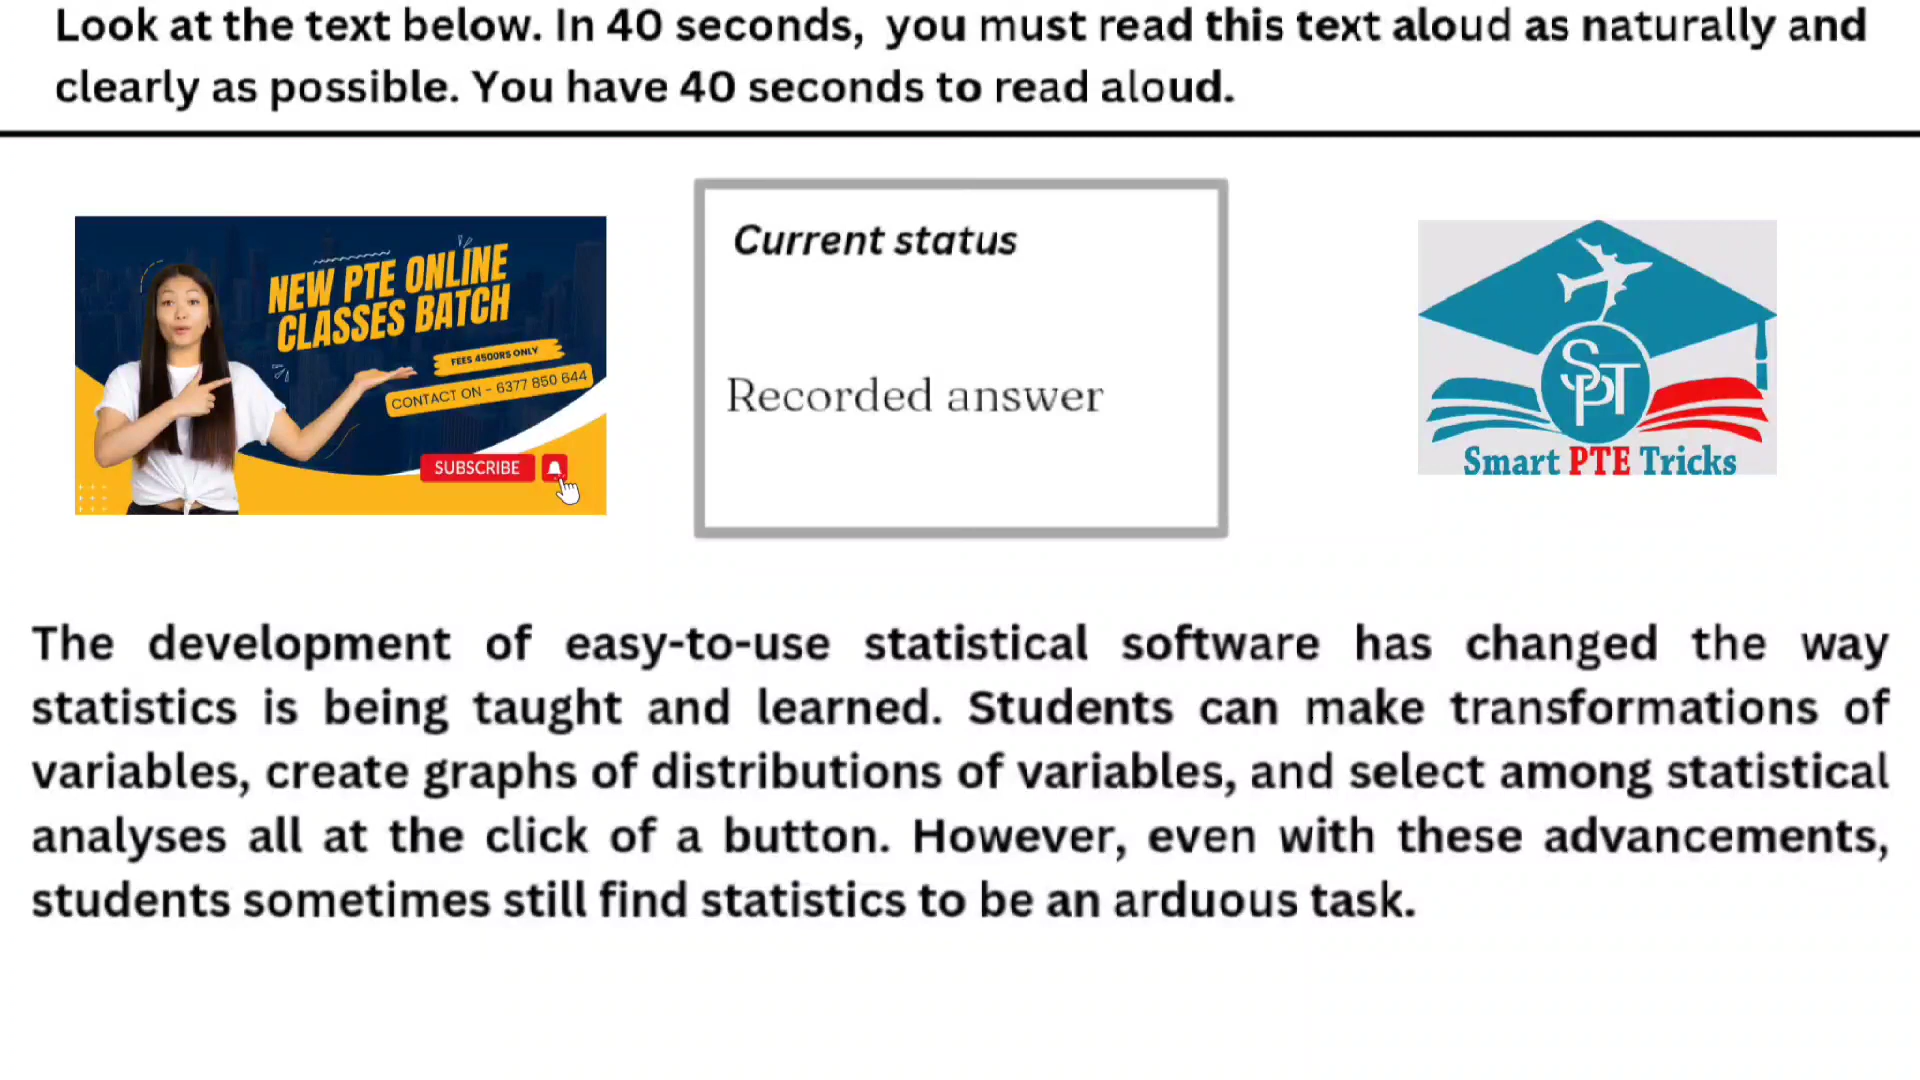 Look at the text below. In 40 seconds, you must read this text aloud as naturally and
clearly as possible. You have 40 seconds to read aloud.
NEW PTE ONLINE
CLASSES BATCH
FEES 4500RS ONLY
CONTACT ON - 6377 850 644
SUBSCRIBE
Current status
Recorded answer
SPT
Smart PTE Tricks
The development of easy-to-use statistical software has changed the way
statistics is being taught and learned. Students can make transformations of
variables, create graphs of distributions of variables, and select among statistical
analyses all at the click of a button. However, even with these advancements,
students sometimes still find statistics to be an arduous task.